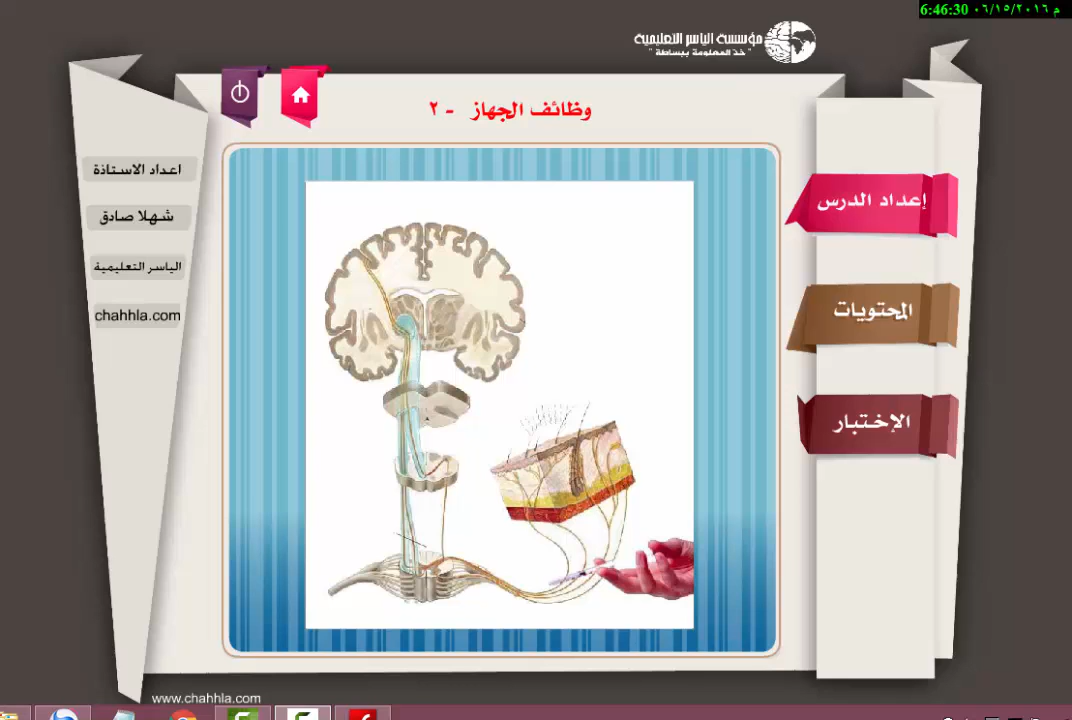 6:46:30 م ٠٦/١٥/٢٠١٦
مؤسسة الياسر التعليمية
" خذ المعلومة ببساطة "
وظائف الجهاز - ٢
إعداد الدرس
المحتويات
الإختبار
اعداد الاستاذة
شهلا صادق
الياسر التعليمية
chahhla.com
www.chahhla.com